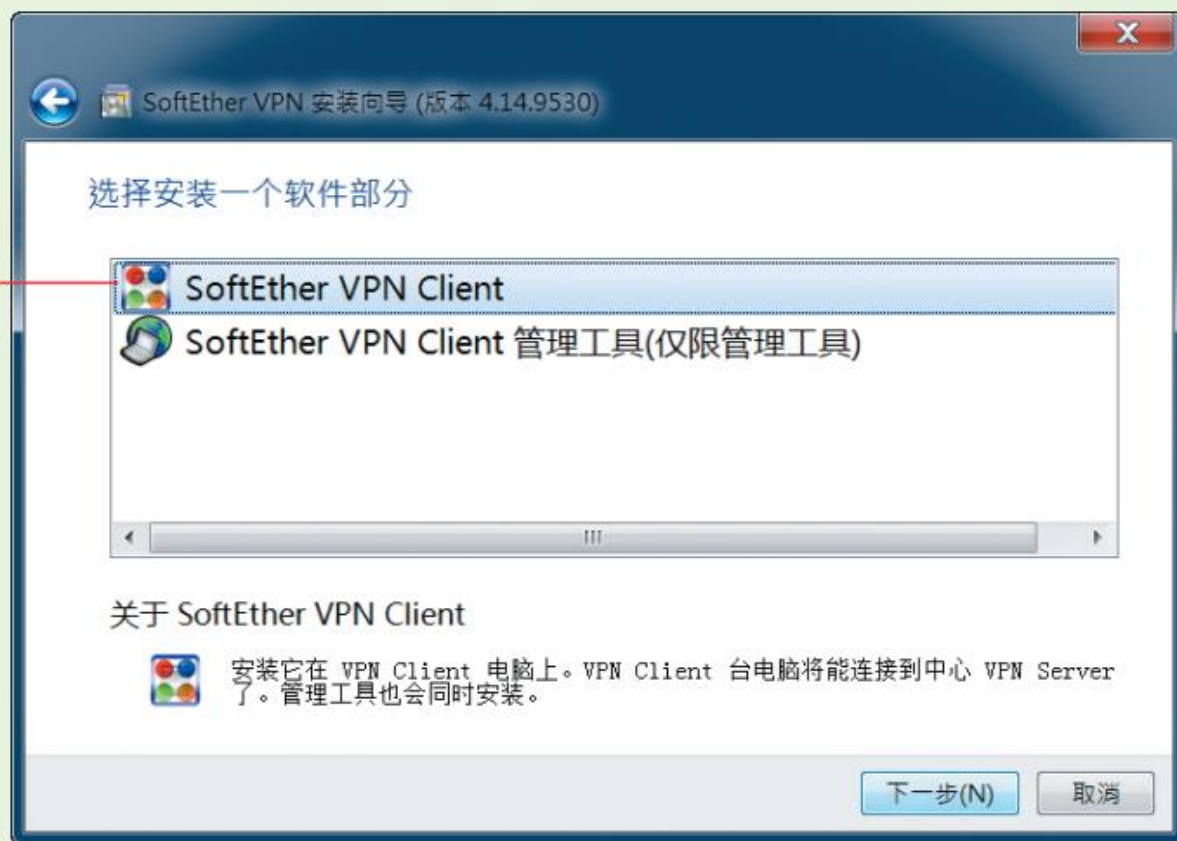 SoftEther VPN 安装向导 (版本 4.14.9530)
选择安装一个软件部分
SoftEther VPN Client
SoftEther VPN Client 管理工具(仅限管理工具)
关于 SoftEther VPN Client
安装它在 VPN Client 电脑上。VPN Client 台电脑将能连接到中心 VPN Server
了。管理工具也会同时安装。
下一步(N) 取消